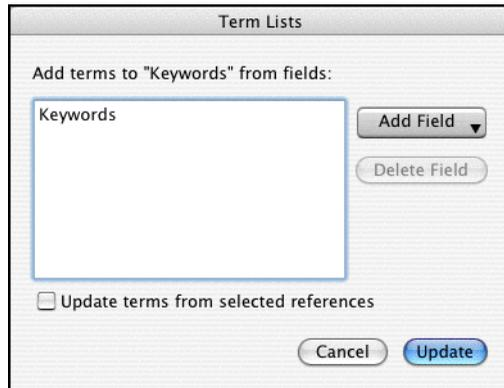 Term Lists
Add terms to "Keywords" from fields:
Keywords
Add Field
Delete Field
Update terms from selected references
Cancel
Update